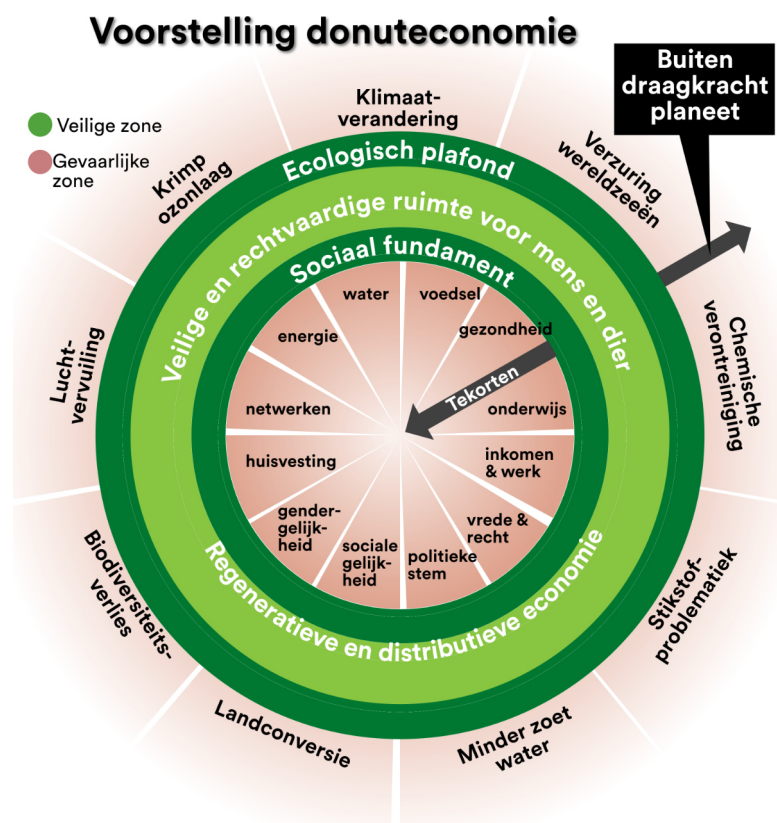 Voorstelling donuteconomie
Buiten
draagkracht
planeet
Veilige zone
Gevaarlijke
zone
Klimaat-
verandering
Verzuring
wereldzeeën
Chemische
verontreiniging
Stikstof-
problematiek
Minder zoet
water
Landconversie
Biodiversiteits-
verlies
Lucht-
vervuiling
Krimp
ozonlaag
Ecologisch plafond
Veilige en rechtvaardige ruimte voor mens en dier
Sociaal fundament
water
voedsel
energie
gezondheid
Tekorten
netwerken
onderwijs
huisvesting
inkomen
& werk
gender-
gelijk-
heid
vrede &
recht
sociale
gelijk-
heid
politieke
stem
Regeneratieve en distributieve economie